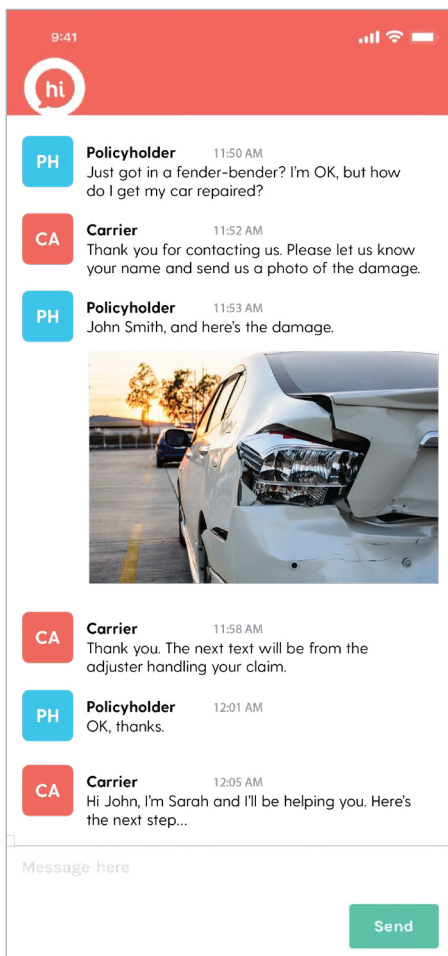 9:41
hi
PH
Policyholder 11:50 AM
Just got in a fender-bender? I'm OK, but how
do I get my car repaired?
CA
Carrier 11:52 AM
Thank you for contacting us. Please let us know
your name and send us a photo of the damage.
PH
Policyholder 11:53 AM
John Smith, and here's the damage.
CA
Carrier 11:58 AM
Thank you. The next text will be from the
adjuster handling your claim.
PH
Policyholder 12:01 AM
OK, thanks.
CA
Carrier 12:05 AM
Hi John, I'm Sarah and I'll be helping you. Here's
the next step...
Message here
Send